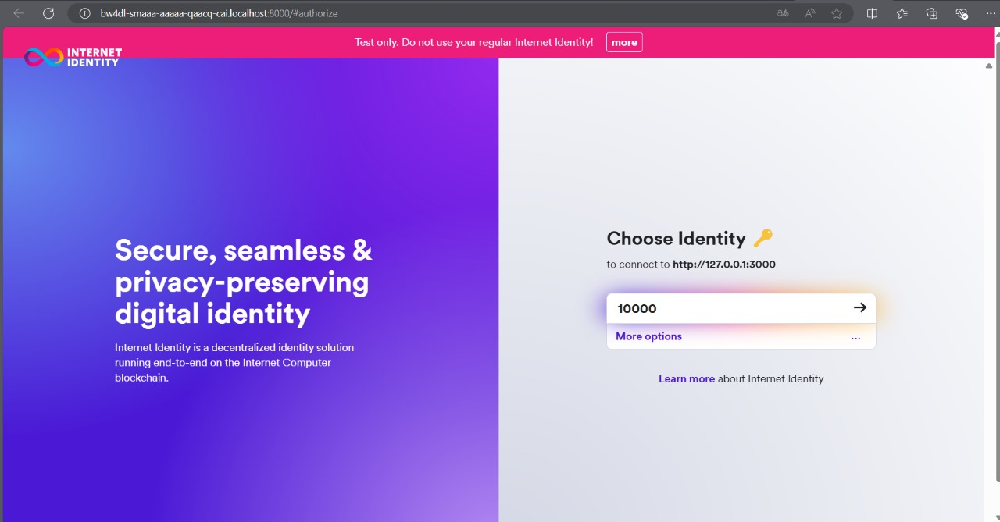 bw4dl-smaaa-aaaaa-qaacq-cai.localhost:8000/#authorize
Test only. Do not use your regular Internet Identity! more
INTERNET
IDENTITY
Secure, seamless &
privacy-preserving
digital identity
Internet Identity is a decentralized identity solution
running end-to-end on the Internet Computer
blockchain.
Choose Identity
to connect to http://127.0.0.1:3000
10000
More options ...
Learn more about Internet Identity